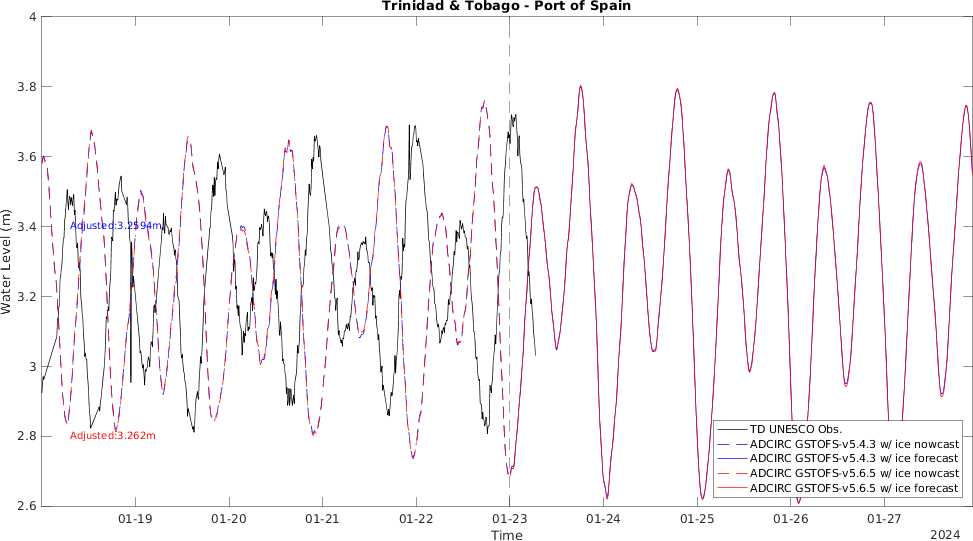 Trinidad & Tobago - Port of Spain
4
3.8
3.6
3.4
3.2
3
2.8
2.6
Water Level (m)
Adjusted:3.2594m
Adjusted:3.262m
TD UNESCO Obs.
ADCIRC GSTOFS-v5.4.3 w/ ice nowcast
ADCIRC GSTOFS-v5.4.3 w/ ice forecast
ADCIRC GSTOFS-v5.6.5 w/ ice nowcast
ADCIRC GSTOFS-v5.6.5 w/ ice forecast
01-19 01-20 01-21 01-22 01-23 01-24 01-25 01-26 01-27
Time
2024